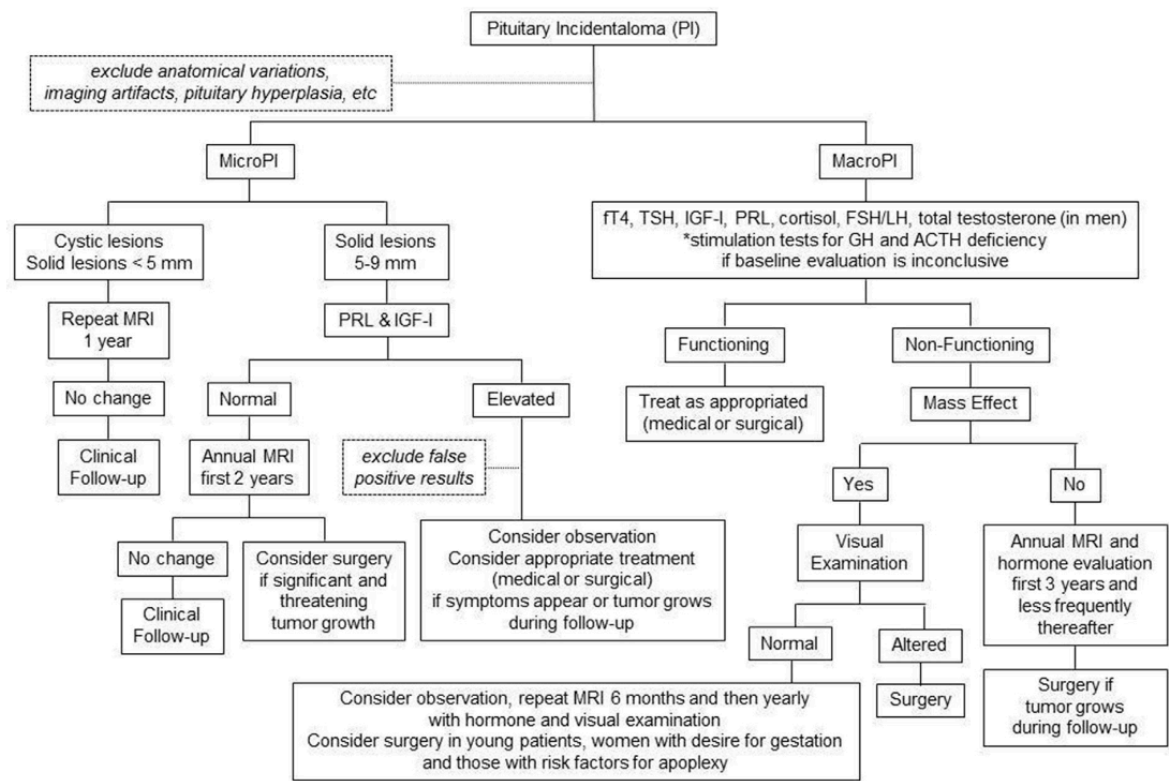 Pituitary Incidentaloma (PI)
exclude anatomical variations,
imaging artifacts, pituitary hyperplasia, etc
MicroPI
MacroPI
Cystic lesions
Solid lesions < 5 mm
Solid lesions
5-9 mm
fT4, TSH, IGF-I, PRL, cortisol, FSH/LH, total testosterone (in men)
*stimulation tests for GH and ACTH deficiency
if baseline evaluation is inconclusive
Repeat MRI
1 year
PRL & IGF-I
Functioning
Non-Functioning
No change
Normal
Elevated
Treat as appropriated
(medical or surgical)
Mass Effect
Clinical
Follow-up
Annual MRI
first 2 years
exclude false
positive results
Yes
No
No change
Consider surgery
if significant and
threatening
tumor growth
Consider observation
Consider appropriate treatment
(medical or surgical)
if symptoms appear or tumor grows
during follow-up
Visual
Examination
Annual MRI and
hormone evaluation
first 3 years and
less frequently
thereafter
Clinical
Follow-up
Normal
Altered
Consider observation, repeat MRI 6 months and then yearly
with hormone and visual examination
Consider surgery in young patients, women with desire for gestation
and those with risk factors for apoplexy
Surgery
Surgery if
tumor grows
during follow-up